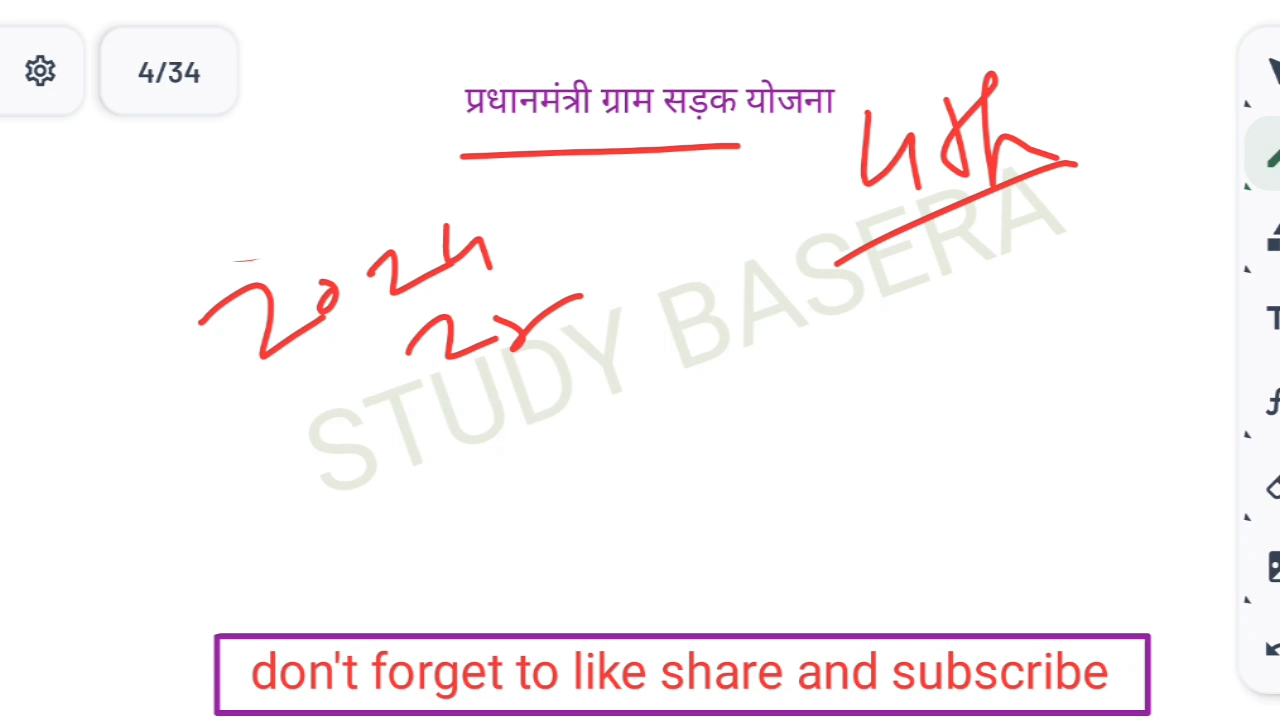 4/34
प्रधानमंत्री ग्राम सड़क योजना
4th
2024
25
STUDY BASERA
don't forget to like share and subscribe